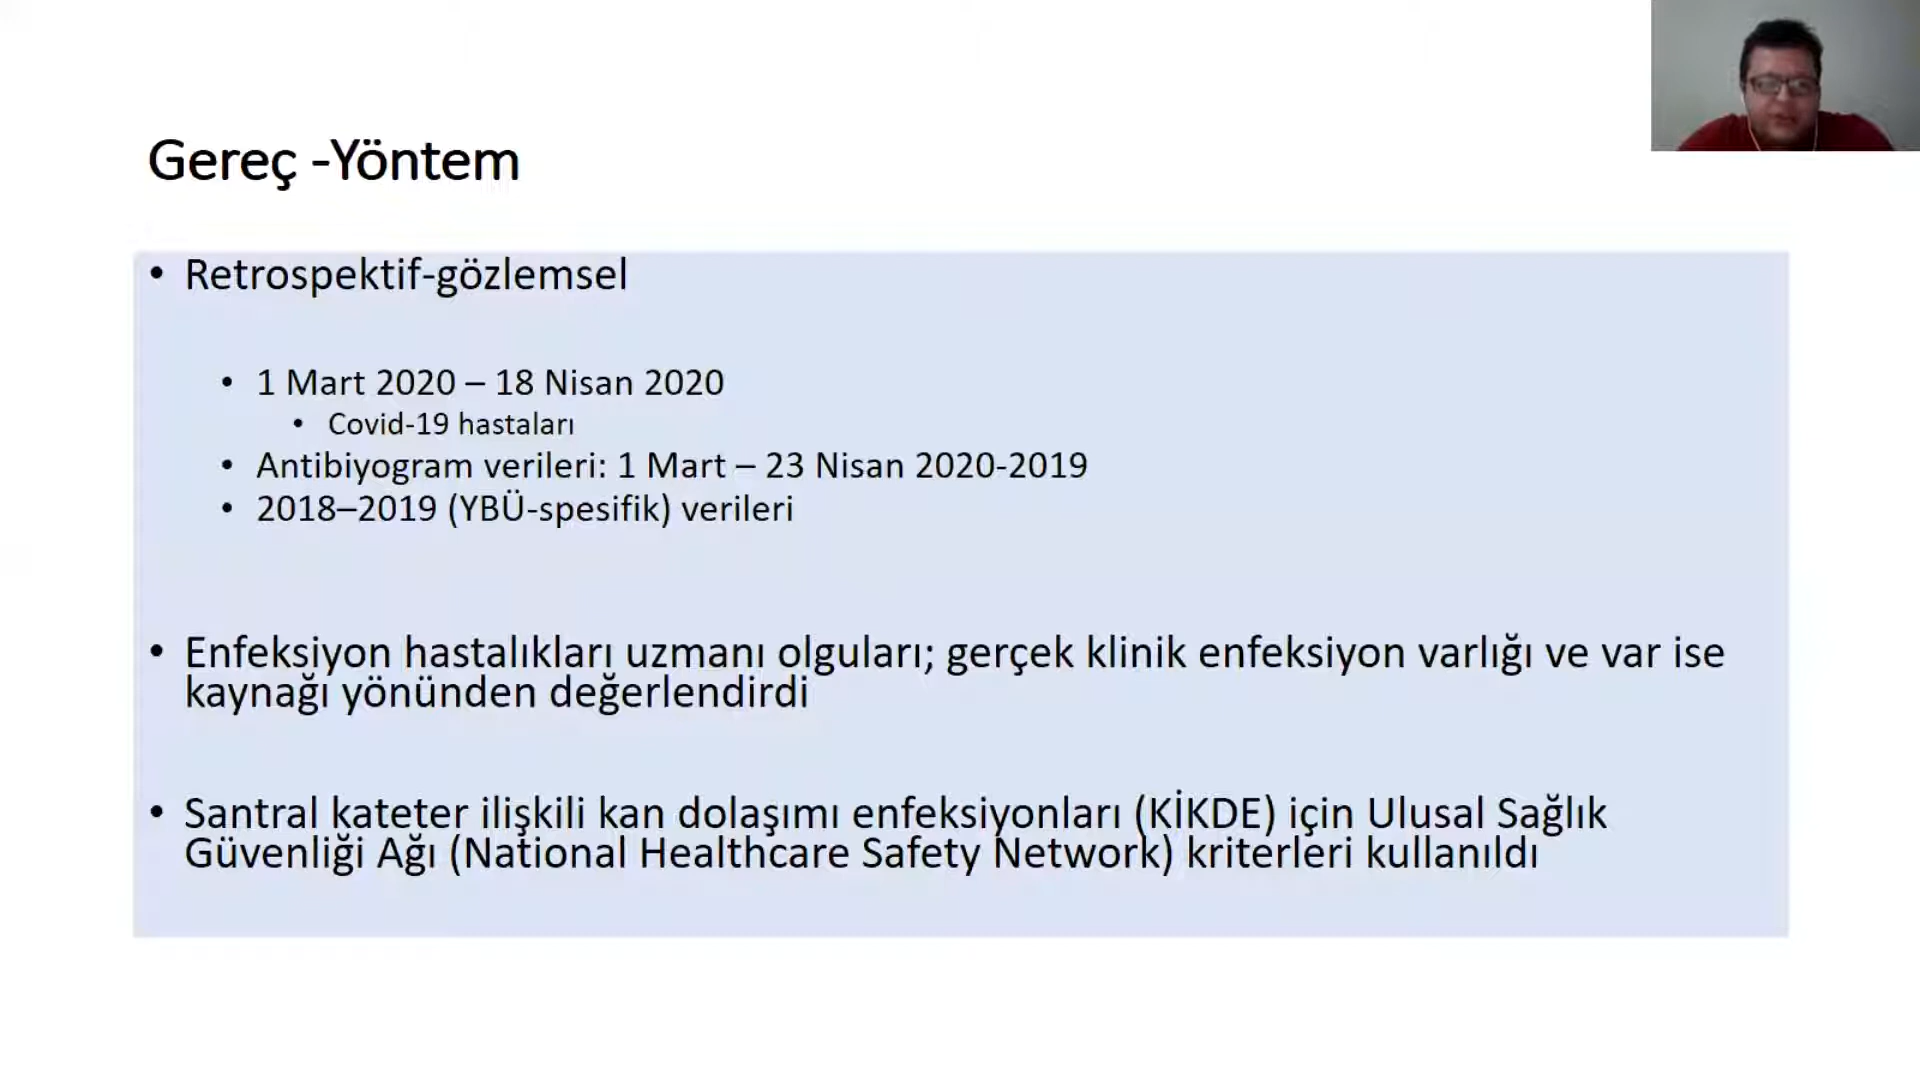 Gereç -Yöntem
• Retrospektif-gözlemsel
• 1 Mart 2020 – 18 Nisan 2020
• Covid-19 hastaları
• Antibiyogram verileri: 1 Mart – 23 Nisan 2020-2019
• 2018–2019 (YBÜ-spesifik) verileri
• Enfeksiyon hastalıkları uzmanı olguları; gerçek klinik enfeksiyon varlığı ve var ise
kaynağı yönünden değerlendirdi
• Santral kateter ilişkili kan dolaşımı enfeksiyonları (KİKDE) için Ulusal Sağlık
Güvenliği Ağı (National Healthcare Safety Network) kriterleri kullanıldı